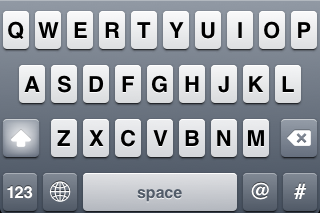 Q W E R T Y U I O P
A S D F G H J K L
Z X C V B N M
123 space @ #